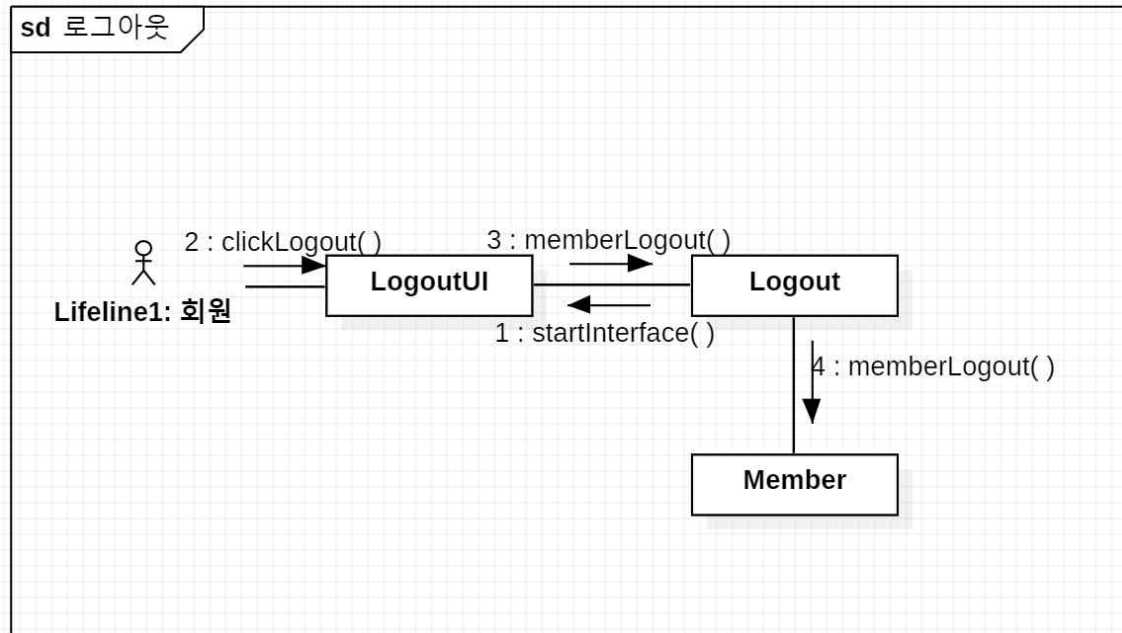 sd 로그아웃
2 : clickLogout( )
3 : memberLogout( )
LogoutUI
Logout
Lifeline1: 회원
1 : startInterface( )
4 : memberLogout( )
Member